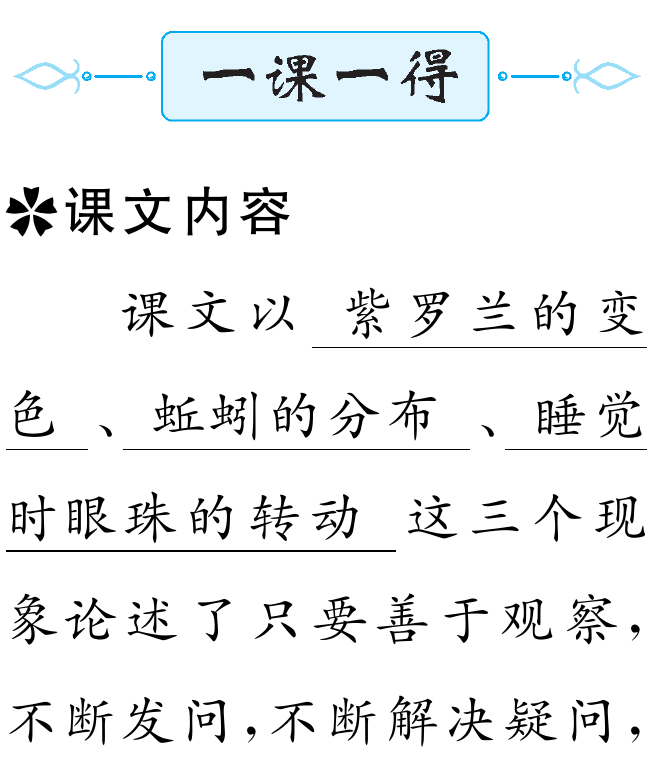 一课一得
课文内容
课文以 紫罗兰的变
色 、蚯蚓的分布 、睡觉
时眼珠的转动 这三个现
象论述了只要善于观察，
不断发问，不断解决疑问，